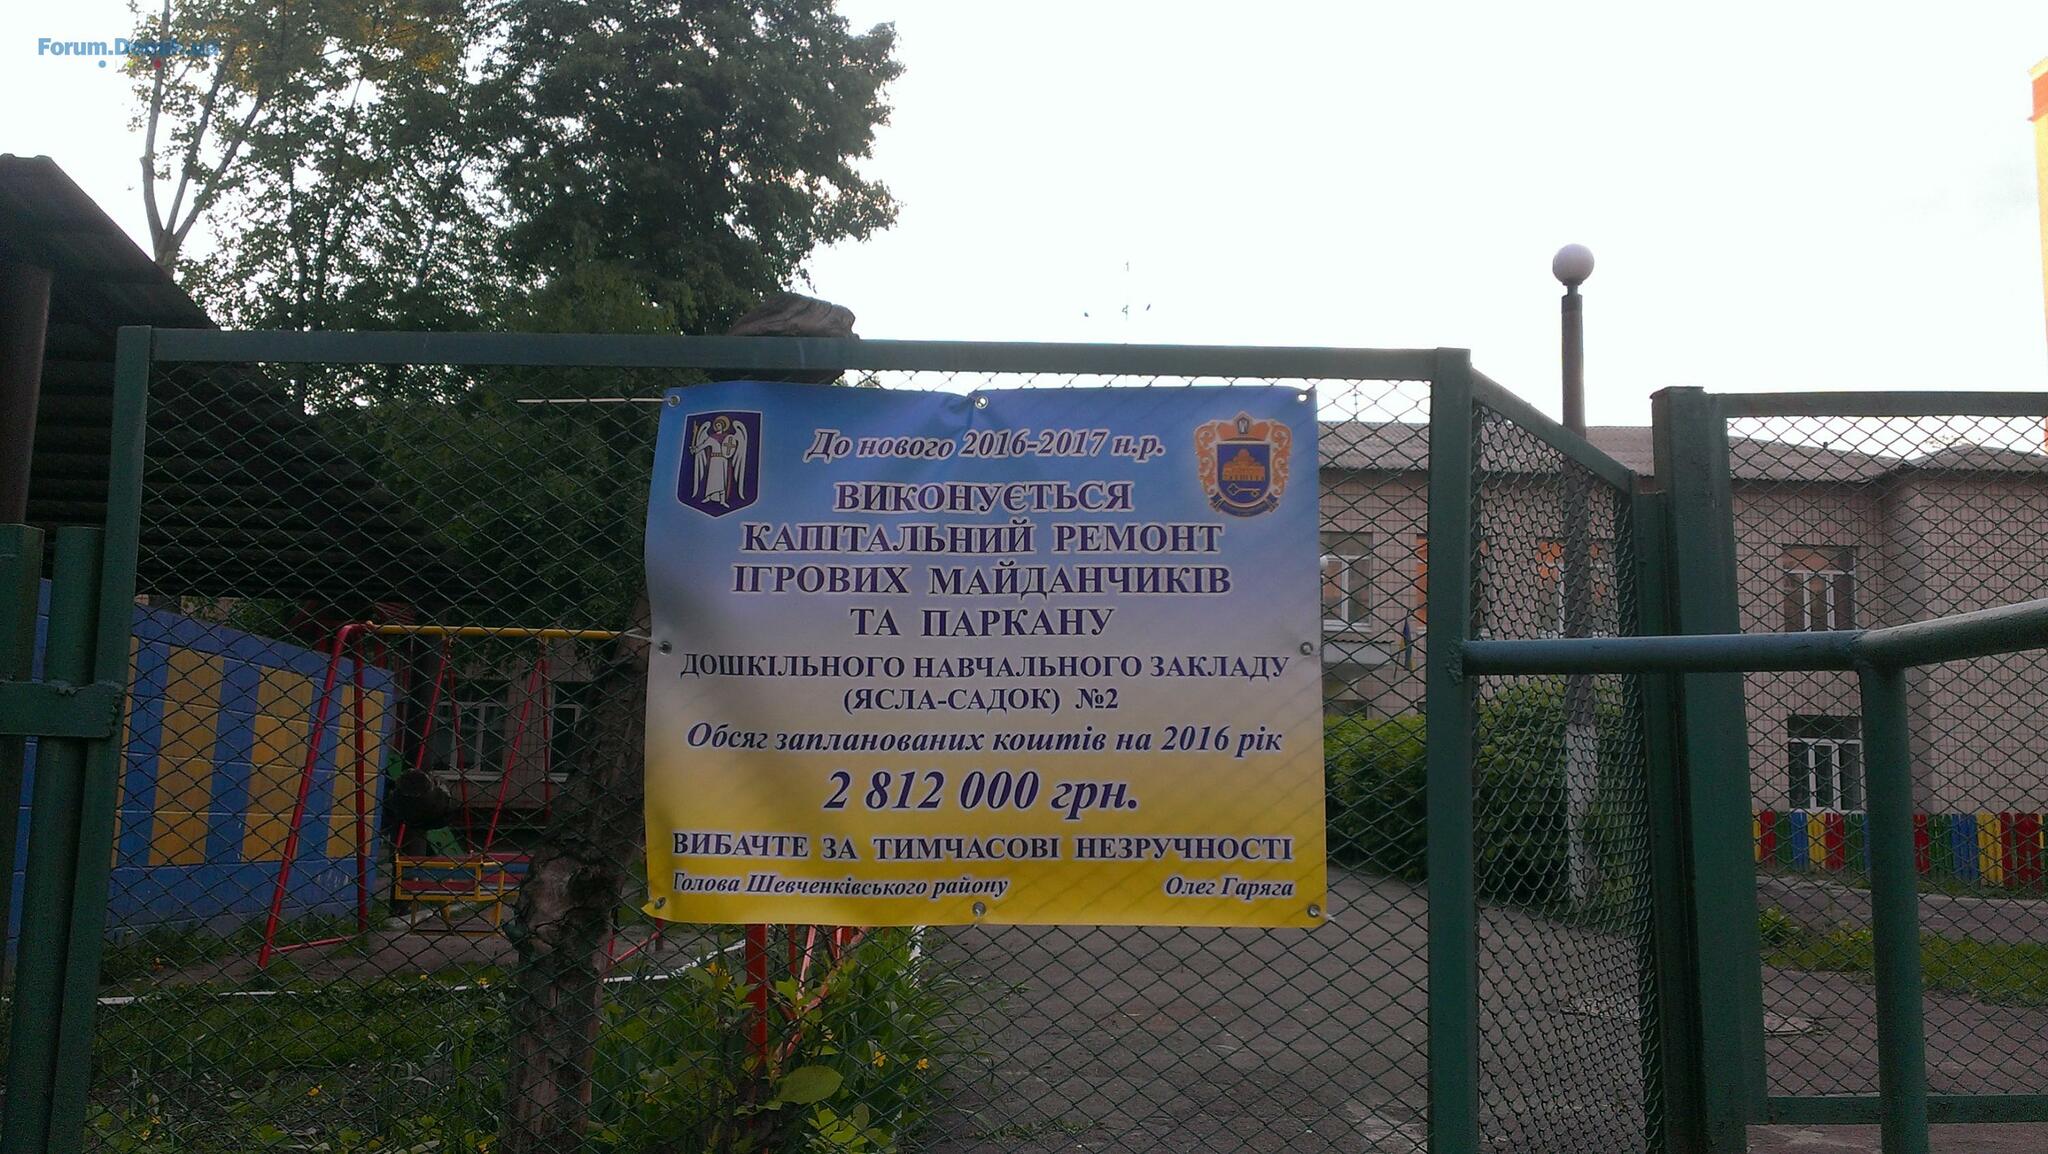 До нового 2016-2017 н.р.
ВИКОНУЄТЬСЯ
КАПІТАЛЬНИЙ РЕМОНТ
ІГРОВИХ МАЙДАНЧИКІВ
ТА ПАРКАНУ
ДОШКІЛЬНОГО НАВЧАЛЬНОГО ЗАКЛАДУ
(ЯСЛА-САДОК) №2
Обсяг запланованих коштів на 2016 рік
2 812 000 грн.
ВИБАЧТЕ ЗА ТИМЧАСОВІ НЕЗРУЧНОСТІ
Голова Шевченківського району Олег Гаряга